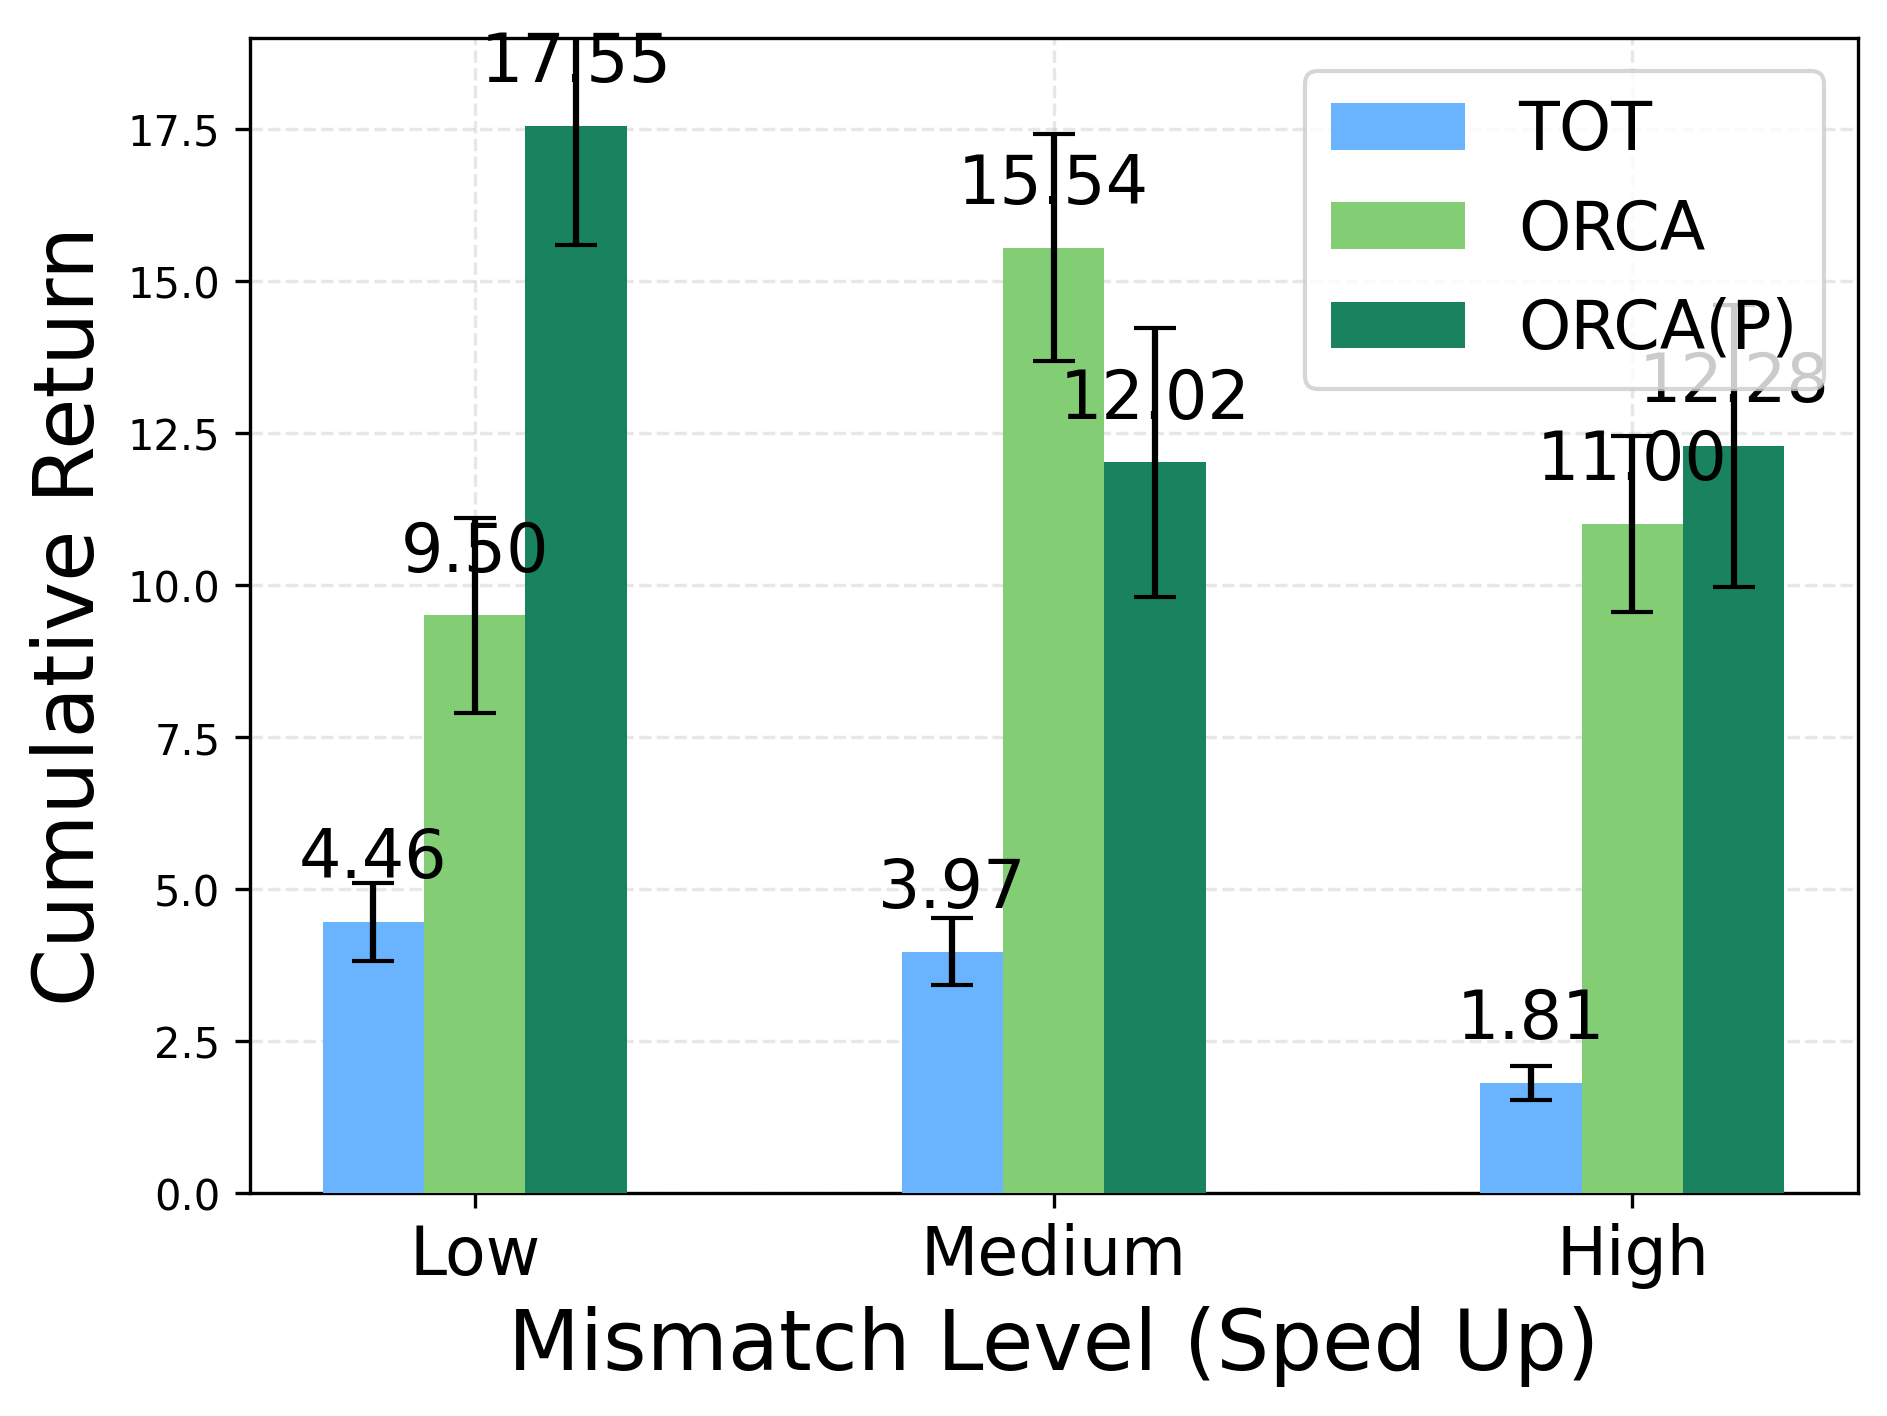 Cumulative Return
17.5
15.0
12.5
10.0
7.5
5.0
2.5
0.0
17.55
15.54
12.02
12.28
11.00
9.50
4.46
3.97
1.81
TOT
ORCA
ORCA(P)
Low
Medium
High
Mismatch Level (Sped Up)